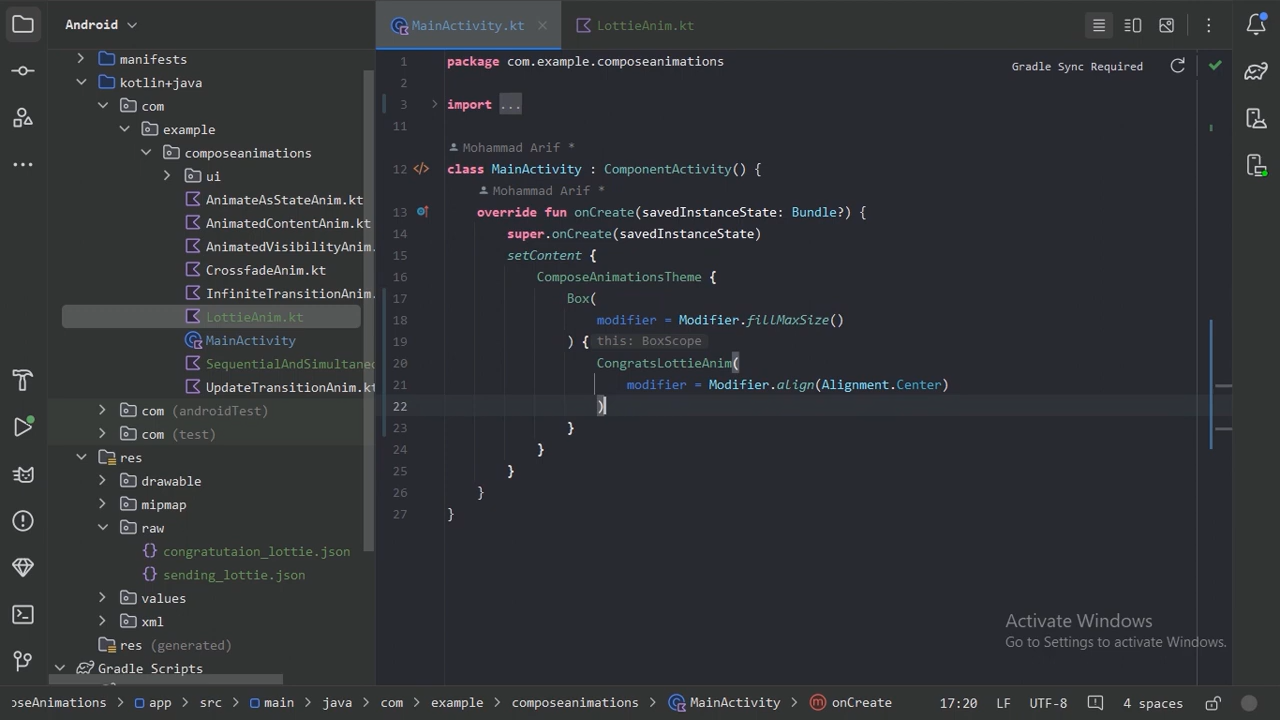 Android
MainActivity.kt
LottieAnim.kt
manifests
kotlin+java
com
example
composeanimations
ui
AnimateAsStateAnim.kt
AnimatedContentAnim.kt
AnimatedVisibilityAnim.
CrossfadeAnim.kt
InfiniteTransitionAnim.
LottieAnim.kt
MainActivity
SequentialAndSimultane
UpdateTransitionAnim.kt
com (androidTest)
com (test)
res
drawable
mipmap
raw
congratutaion_lottie.json
sending_lottie.json
values
xml
res (generated)
Gradle Scripts
Gradle Sync Required
1 package com.example.composeanimations
2
3 import ...
11
Mohammad Arif *
12 class MainActivity : ComponentActivity() {
Mohammad Arif *
13 override fun onCreate(savedInstanceState: Bundle?) {
14 super.onCreate(savedInstanceState)
15 setContent {
16 ComposeAnimationsTheme {
17 Box(
18 modifier = Modifier.fillMaxSize()
19 ) { this: BoxScope
20 CongratsLottieAnim(
21 modifier = Modifier.align(Alignment.Center)
22 )
23 }
24 }
25 }
26 }
27 }
Activate Windows
Go to Settings to activate Windows.
oseAnimations > app > src > main > java > com > example > composeanimations > MainActivity > onCreate
17:20 LF UTF-8 4 spaces